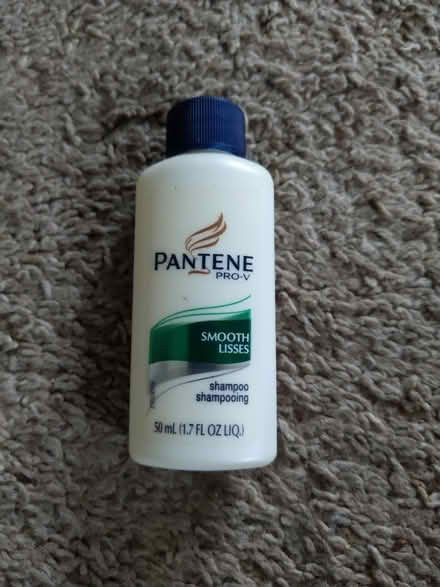 PANTENE
PRO-V
SMOOTH
LISSES
shampoo
shampooing
50 mL (1.7 FL OZ LIQ.)